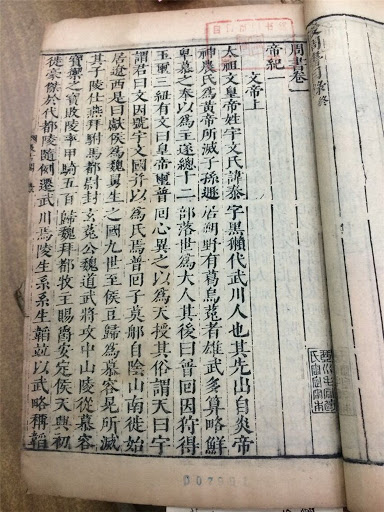 周書卷一
帝紀
文帝上
太祖文皇帝姓宇文氏諱泰字黑獺代武川人也其先出自炎帝
神農氏爲黃帝所滅子孫遯居朔野有葛烏菟者雄武多算略鮮
卑慕之奉以爲主遂總十二部落世爲大人其後曰普回因狩得
玉璽三紐有文曰皇帝璽普回心異之以爲天授其俗謂天曰宇
謂君曰文因號宇文國并以爲氏焉普回子莫那自陰山南徙始
居遼西是曰獻侯爲魏舅生之國九世至侯豆歸爲慕容晃所滅
其子陵仕燕拜駙馬都尉封玄菟公魏道武將攻中山陵從慕容
寶禦之寶敗陵率甲騎五百歸魏拜都牧主賜爵安定侯天興初
徙豪傑於代都陵隨例遷武川焉陵生系系生韜並以武略稱韜